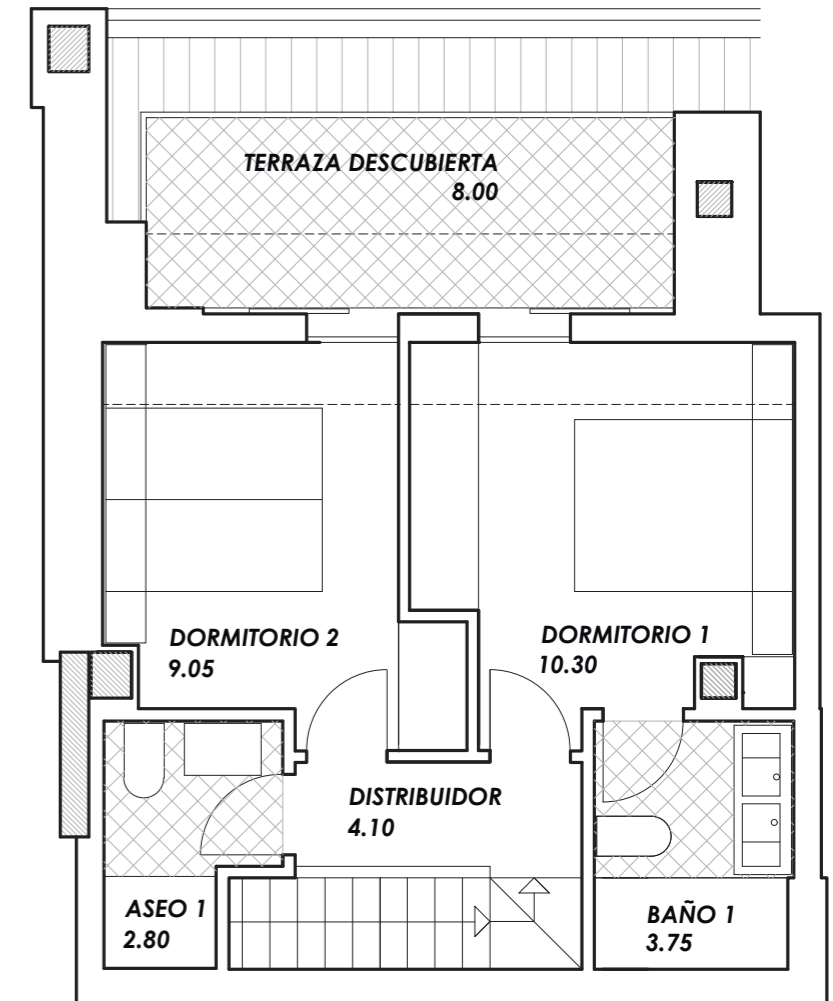 TERRAZA DESCUBIERTA
8.00
DORMITORIO 2
9.05
DORMITORIO 1
10.30
DISTRIBUIDOR
4.10
ASEO 1
2.80
BAÑO 1
3.75